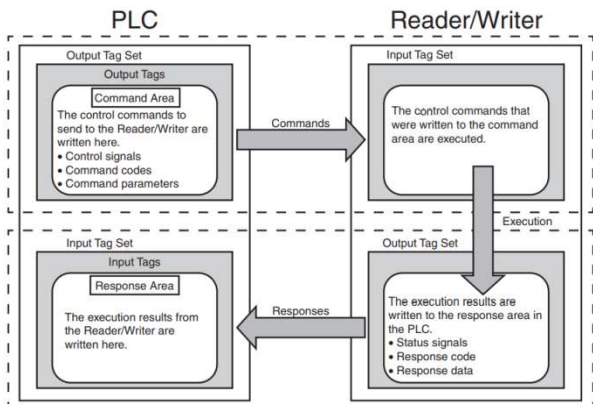 PLC
Reader/Writer
Output Tag Set
Output Tags
Command Area
The control commands to
send to the Reader/Writer are
written here.
• Control signals
• Command codes
• Command parameters
Commands
Input Tag Set
The control commands that
were written to the command
area are executed.
Execution
Input Tag Set
Input Tags
Response Area
The execution results from
the Reader/Writer are
written here.
Responses
Output Tag Set
The execution results are
written to the response area in
the PLC.
• Status signals
• Response code
• Response data